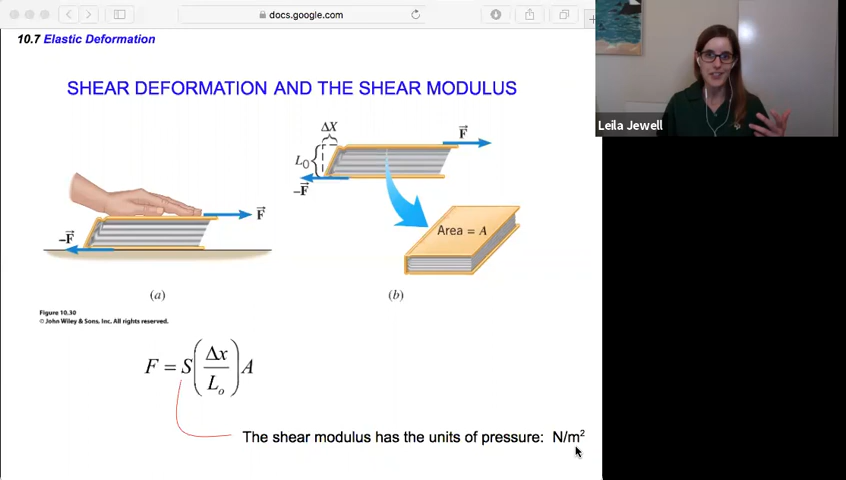 docs.google.com
10.7 Elastic Deformation
SHEAR DEFORMATION AND THE SHEAR MODULUS
ΔX
F
L₀
-F
F
-F
Area = A
(a)
(b)
Figure 10.30
© John Wiley & Sons, Inc. All rights reserved.
F = S(Δx/Lₒ)A
The shear modulus has the units of pressure: N/m²
Leila Jewell